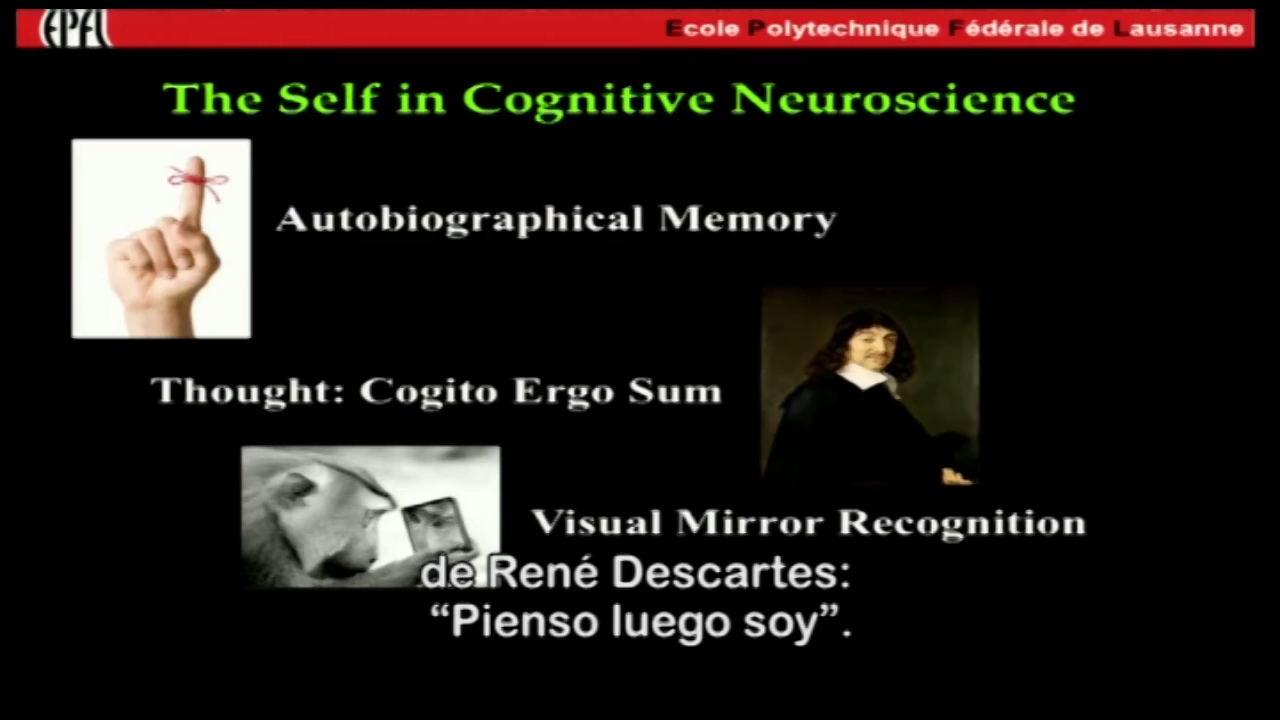 EPFL
Ecole Polytechnique Fédérale de Lausanne
The Self in Cognitive Neuroscience
Autobiographical Memory
Thought: Cogito Ergo Sum
Visual Mirror Recognition
de René Descartes:
“Pienso luego soy”.